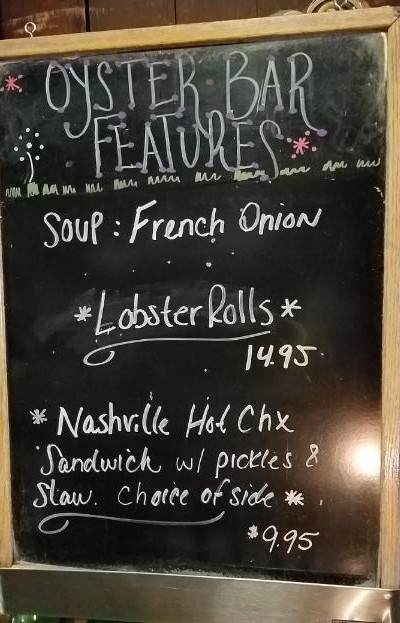 OYSTER BAR
FEATURES
SOUP: French Onion
*Lobster Rolls*
14.95
* Nashville Hot Chx
Sandwich w/ pickles &
Slaw. Choice of side *
*9.95